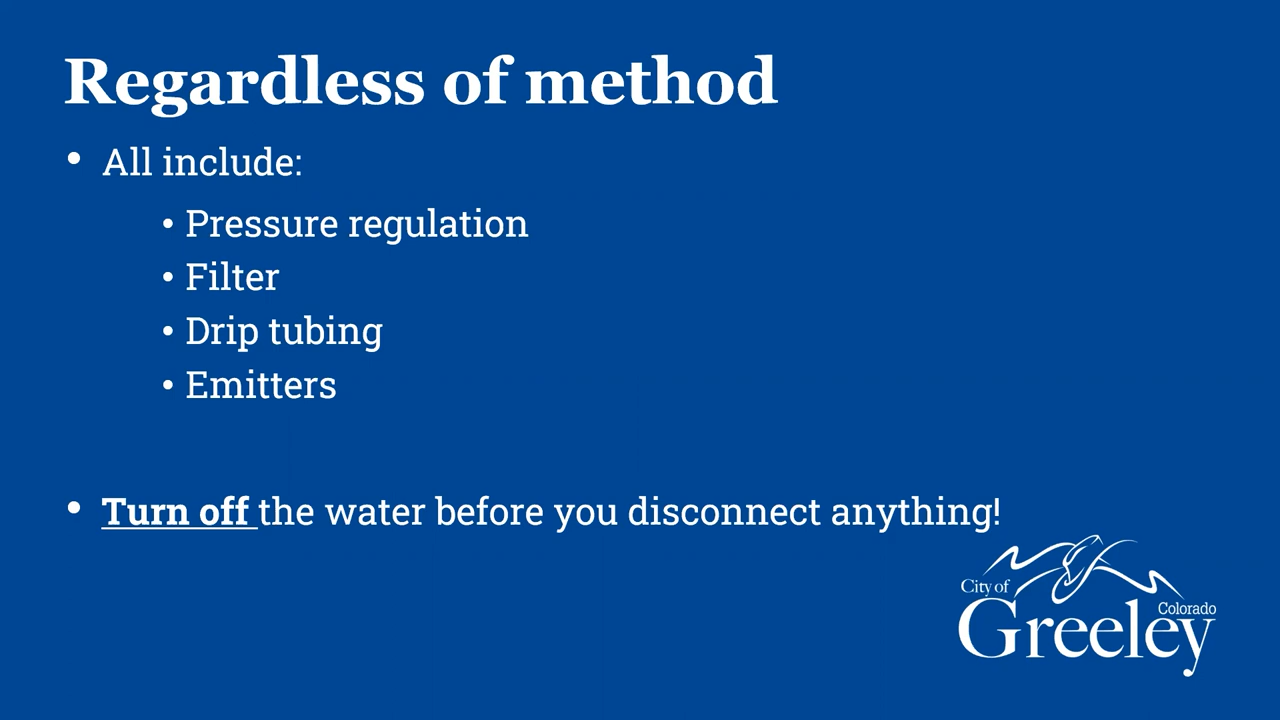 Regardless of method
• All include:
• Pressure regulation
• Filter
• Drip tubing
• Emitters
• Turn off the water before you disconnect anything!
City of
Colorado
Greeley